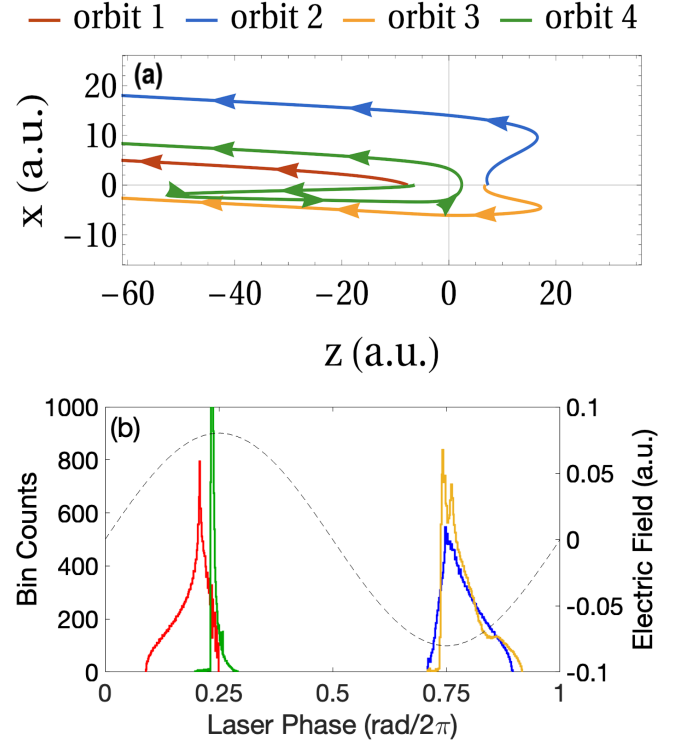 orbit 1 orbit 2 orbit 3 orbit 4
(a)
20
10
0
−10
x (a.u.)
−60 −40 −20 0 20
z (a.u.)
(b)
1000
800
600
400
200
0
Bin Counts
0.1
0.05
0
-0.05
-0.1
Electric Field (a.u.)
0 0.25 0.5 0.75 1
Laser Phase (rad/2π)